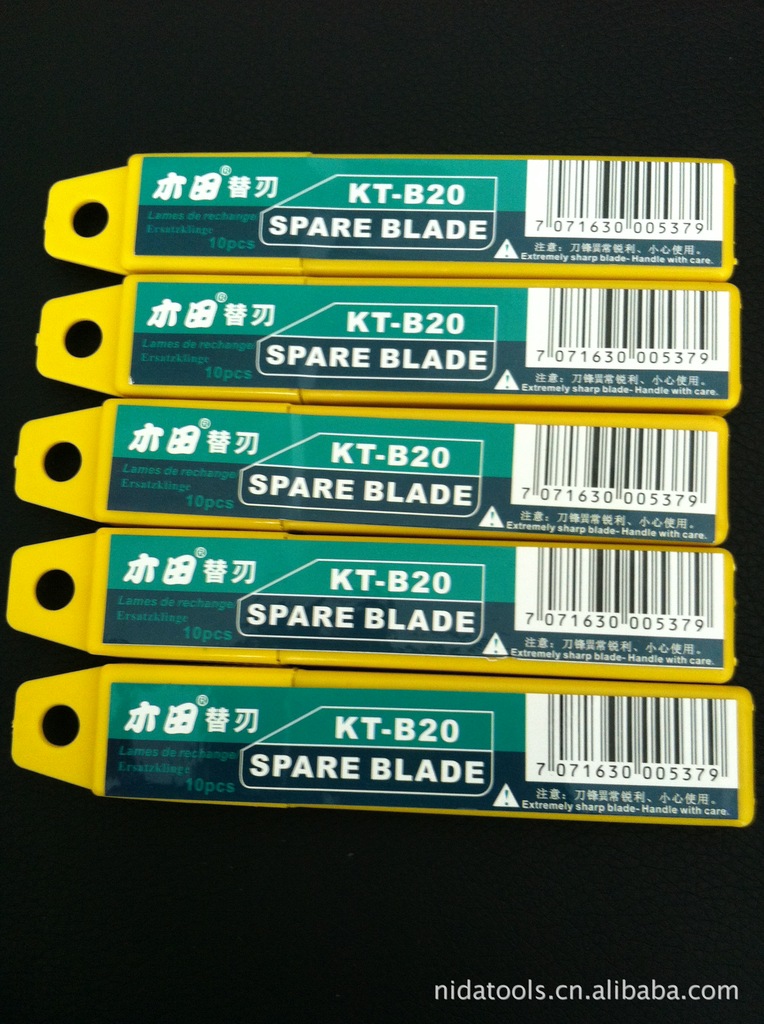 木田® 替刃
Lames de rechange
Ersatzklinge
10pcs
KT-B20
SPARE BLADE
7 071630 005379
注意：刀锋異常锐利、小心使用。
Extremely sharp blade- Handle with care.
木田® 替刃
Lames de rechange
Ersatzklinge
10pcs
KT-B20
SPARE BLADE
7 071630 005379
注意：刀锋異常锐利、小心使用。
Extremely sharp blade- Handle with care.
木田® 替刃
Lames de rechange
Ersatzklinge
10pcs
KT-B20
SPARE BLADE
7 071630 005379
注意：刀锋異常锐利、小心使用。
Extremely sharp blade- Handle with care.
木田® 替刃
Lames de rechange
Ersatzklinge
10pcs
KT-B20
SPARE BLADE
7 071630 005379
注意：刀锋異常锐利、小心使用。
Extremely sharp blade- Handle with care.
木田® 替刃
Lames de rechange
Ersatzklinge
10pcs
KT-B20
SPARE BLADE
7 071630 005379
注意：刀锋異常锐利、小心使用。
Extremely sharp blade- Handle with care.
nidatools.cn.alibaba.com